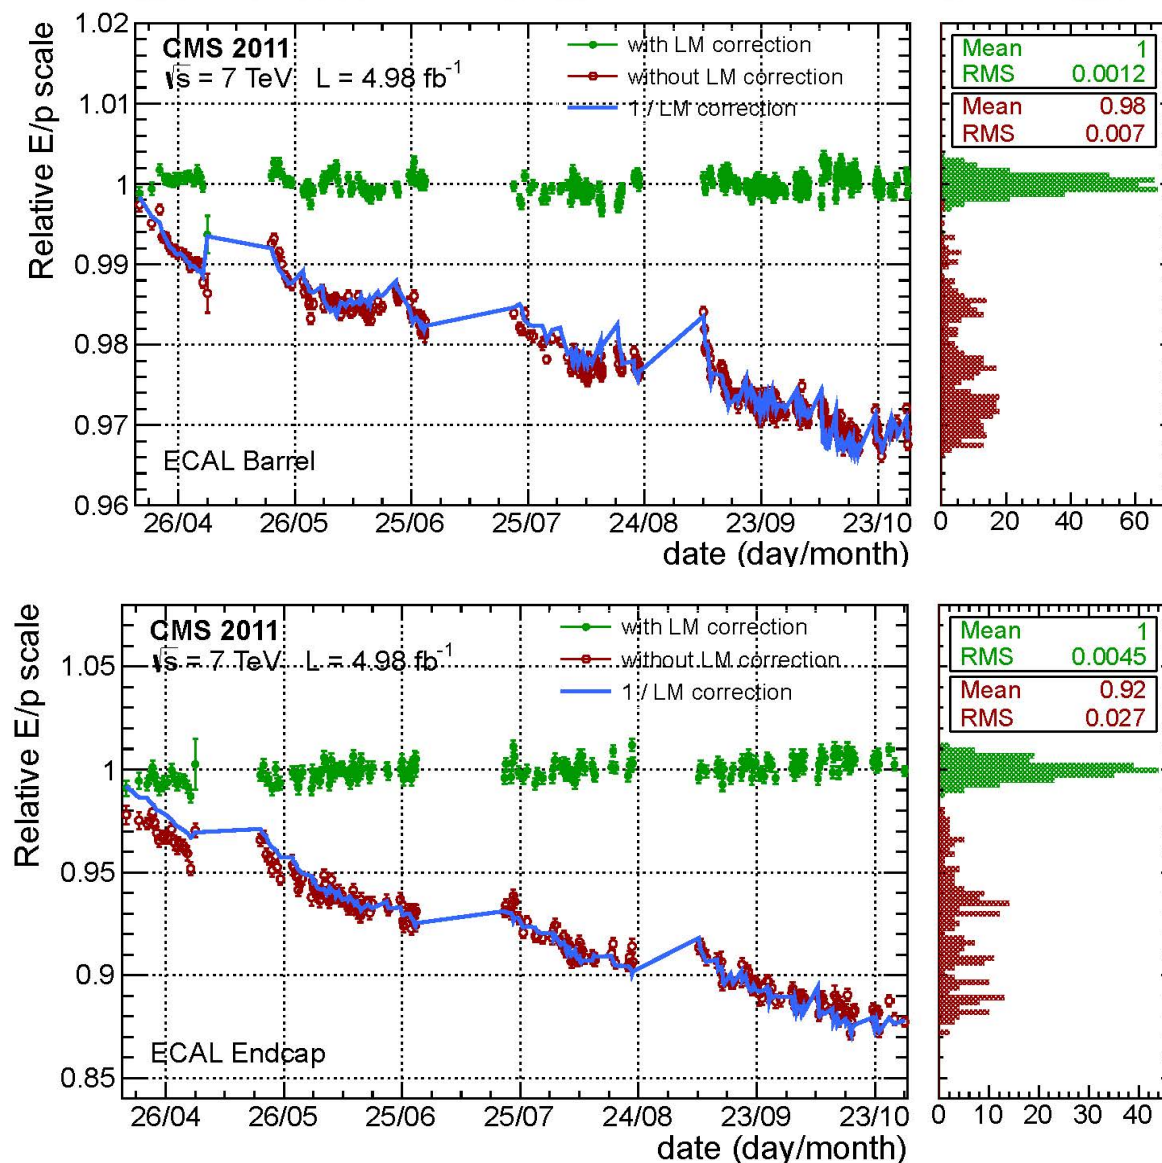 1.02
1.01
1
0.99
0.98
0.97
0.96
Relative E/p scale
CMS 2011
√s = 7 TeV L = 4.98 fb⁻¹
with LM correction
without LM correction
1 / LM correction
ECAL Barrel
26/04 26/05 25/06 25/07 24/08 23/09 23/10
date (day/month)
Mean 1
RMS 0.0012
Mean 0.98
RMS 0.007
0 20 40 60
Relative E/p scale
1.05
1
0.95
0.9
0.85
CMS 2011
√s = 7 TeV L = 4.98 fb⁻¹
with LM correction
without LM correction
1 / LM correction
ECAL Endcap
26/04 26/05 25/06 25/07 24/08 23/09 23/10
date (day/month)
Mean 1
RMS 0.0045
Mean 0.92
RMS 0.027
0 10 20 30 40